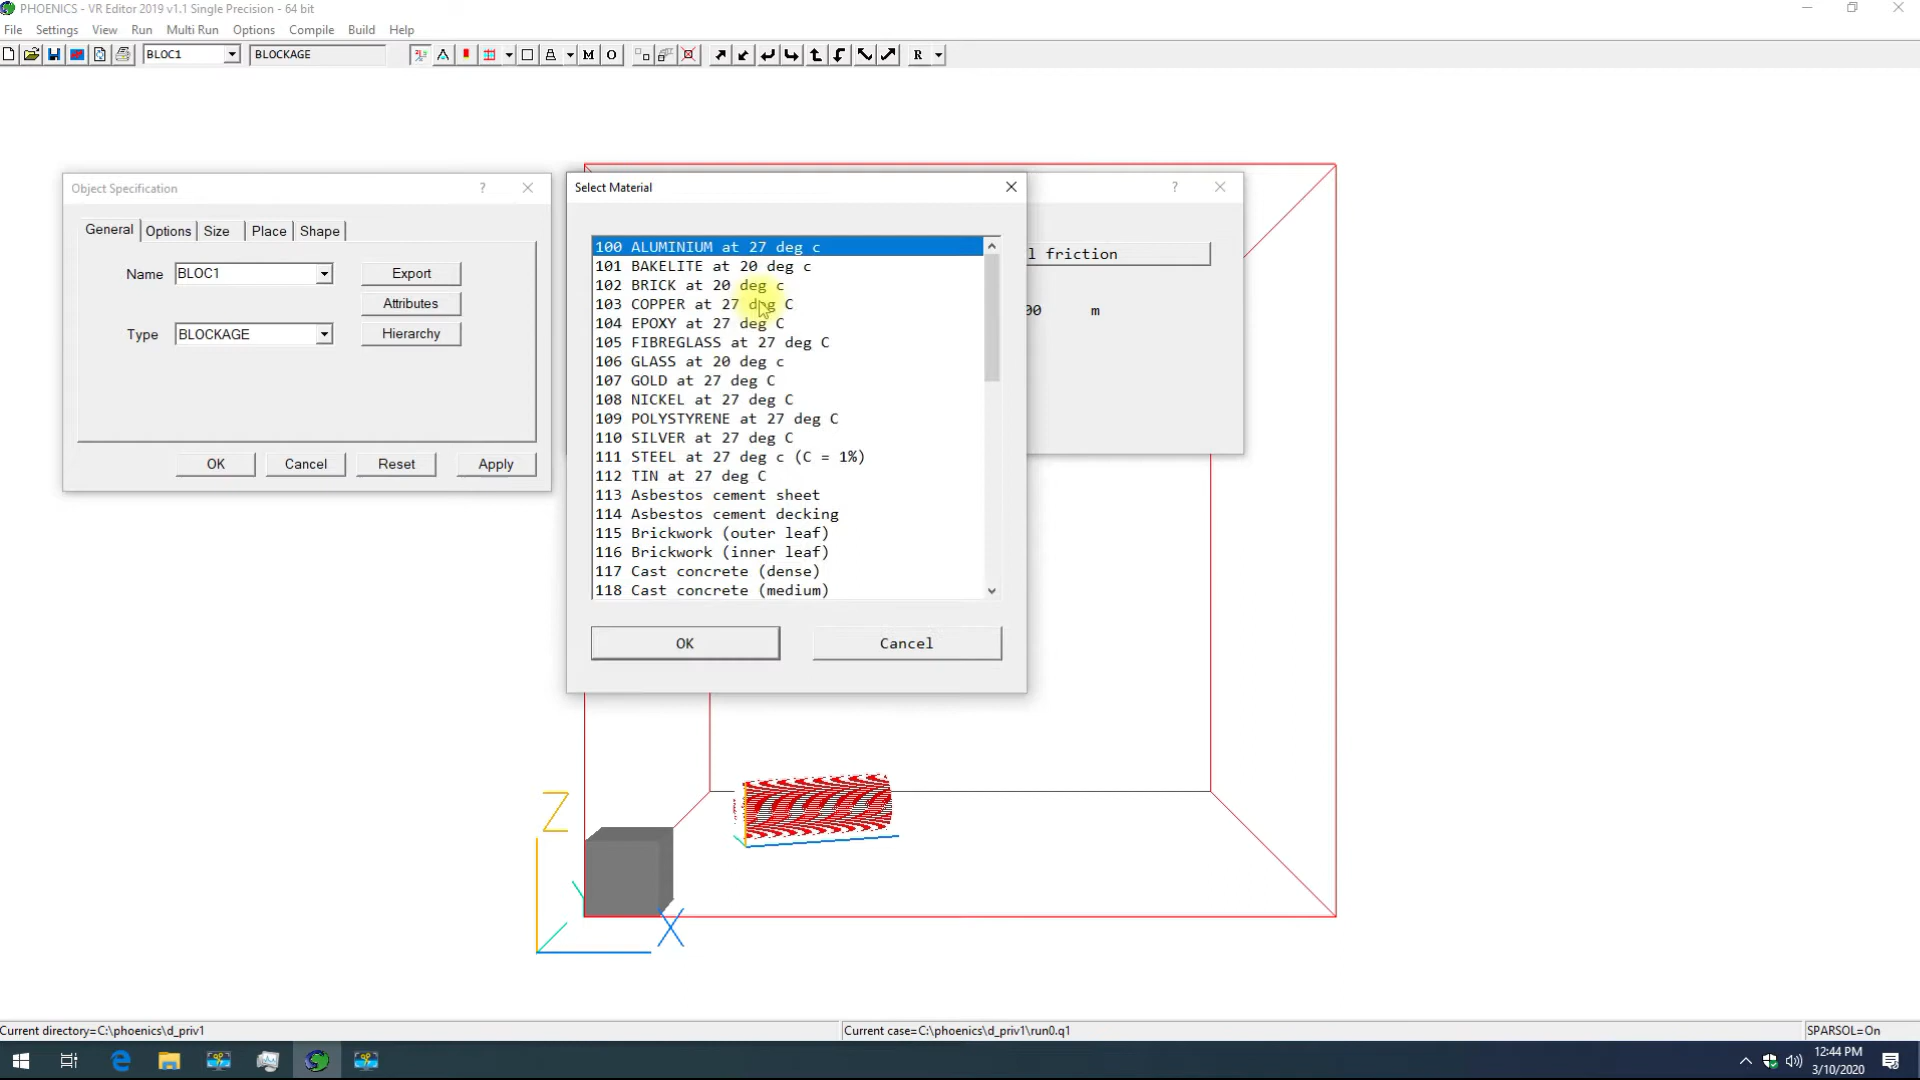 PHOENICS - VR Editor 2019 v1.1 Single Precision - 64 bit
File Settings View Run Multi Run Options Compile Build Help
BLOC1 BLOCKAGE M O R
Object Specification ?
General Options Size Place Shape
Name BLOC1 Export
Attributes
Type BLOCKAGE Hierarchy
OK Cancel Reset Apply
Select Material
100 ALUMINIUM at 27 deg c
101 BAKELITE at 20 deg c
102 BRICK at 20 deg c
103 COPPER at 27 deg C
104 EPOXY at 27 deg C
105 FIBREGLASS at 27 deg C
106 GLASS at 20 deg c
107 GOLD at 27 deg C
108 NICKEL at 27 deg C
109 POLYSTYRENE at 27 deg C
110 SILVER at 27 deg C
111 STEEL at 27 deg c (C = 1%)
112 TIN at 27 deg C
113 Asbestos cement sheet
114 Asbestos cement decking
115 Brickwork (outer leaf)
116 Brickwork (inner leaf)
117 Cast concrete (dense)
118 Cast concrete (medium)
OK Cancel
?
l friction
00 m
Z
X
Current directory=C:\phoenics\d_priv1 Current case=C:\phoenics\d_priv1\run0.q1 SPARSOL=On
12:44 PM
3/10/2020